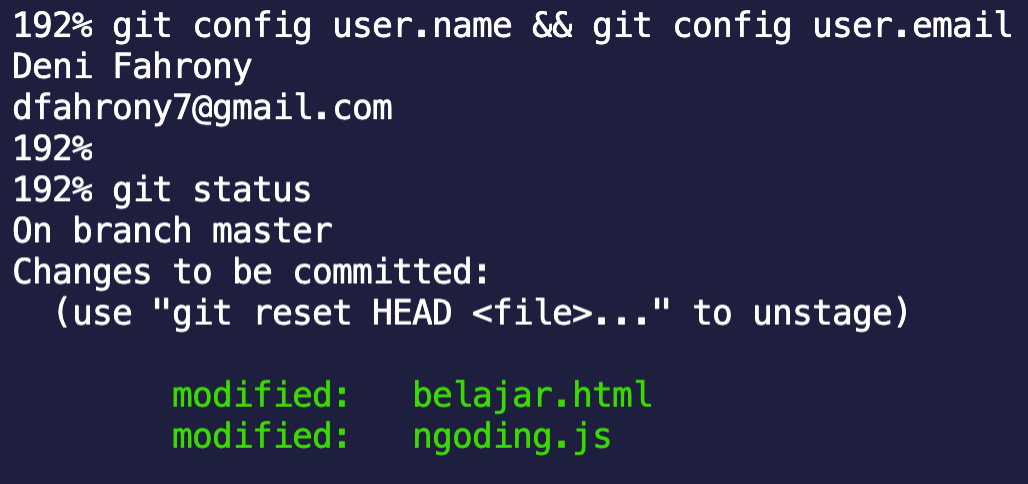 192% git config user.name && git config user.email
Deni Fahrony
dfahrony7@gmail.com
192%
192% git status
On branch master
Changes to be committed:
  (use "git reset HEAD <file>..." to unstage)

        modified:   belajar.html
        modified:   ngoding.js